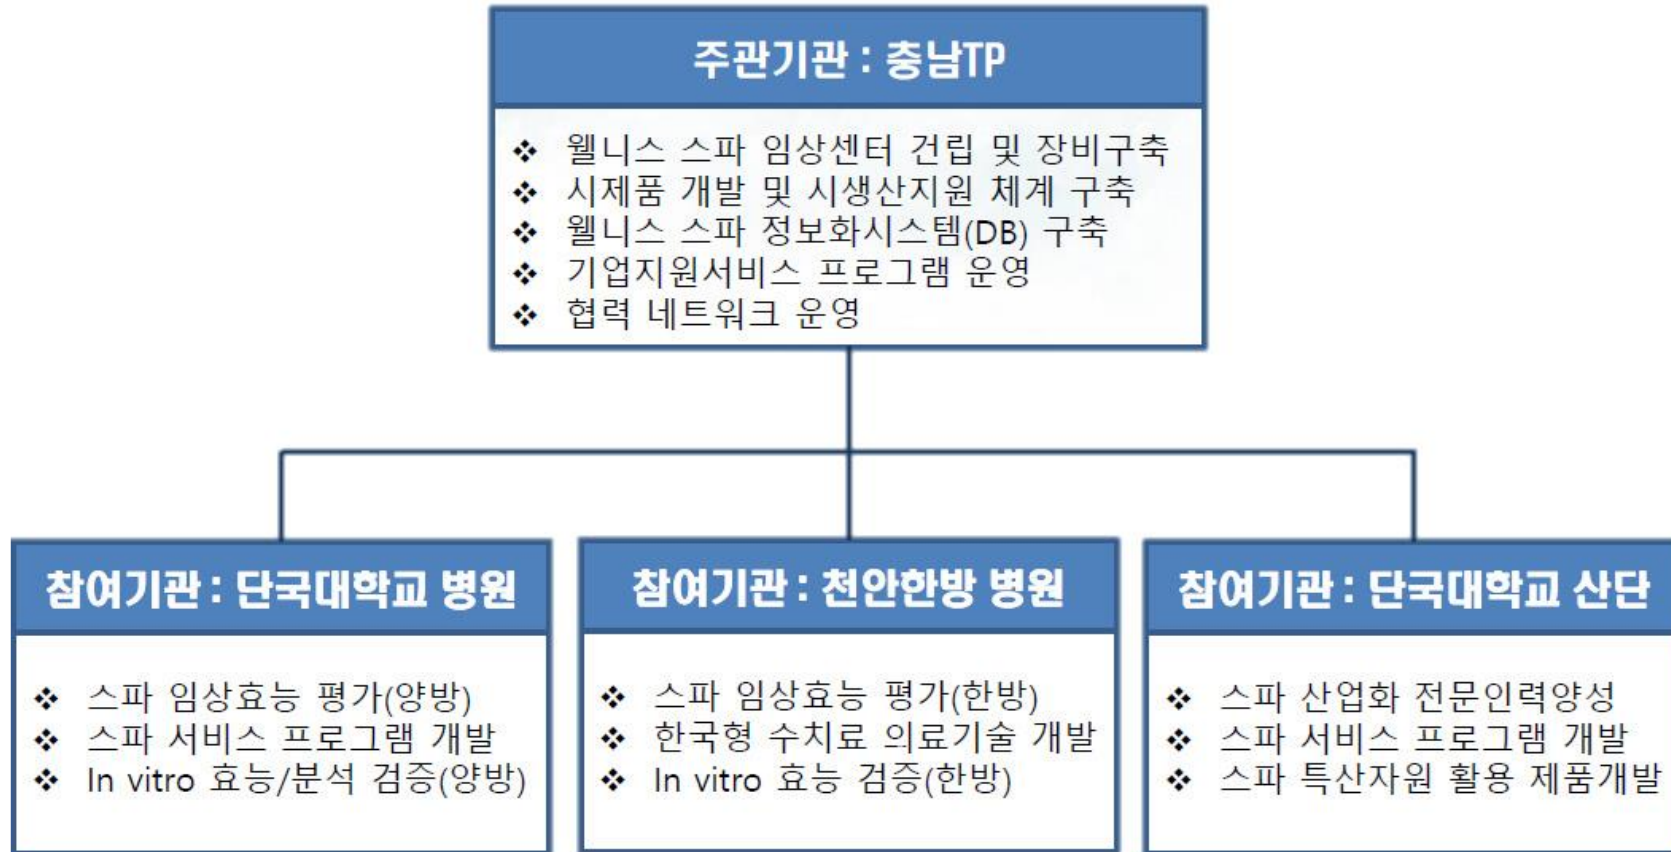 주관기관 : 충남TP
❖ 웰니스 스파 임상센터 건립 및 장비구축
❖ 시제품 개발 및 시생산지원 체계 구축
❖ 웰니스 스파 정보화시스템(DB) 구축
❖ 기업지원서비스 프로그램 운영
❖ 협력 네트워크 운영
참여기관 : 단국대학교 병원
❖ 스파 임상효능 평가(양방)
❖ 스파 서비스 프로그램 개발
❖ In vitro 효능/분석 검증(양방)
참여기관 : 천안한방 병원
❖ 스파 임상효능 평가(한방)
❖ 한국형 수치료 의료기술 개발
❖ In vitro 효능 검증(한방)
참여기관 : 단국대학교 산단
❖ 스파 산업화 전문인력양성
❖ 스파 서비스 프로그램 개발
❖ 스파 특산자원 활용 제품개발